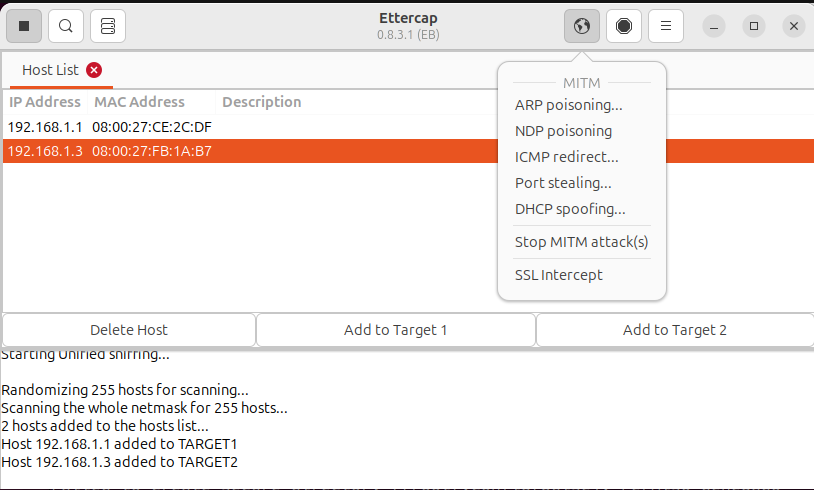 Ettercap
0.8.3.1 (EB)
Host List
IP Address MAC Address Description
192.168.1.1 08:00:27:CE:2C:DF
192.168.1.3 08:00:27:FB:1A:B7
MITM
ARP poisoning...
NDP poisoning
ICMP redirect...
Port stealing...
DHCP spoofing...
Stop MITM attack(s)
SSL Intercept
Delete Host Add to Target 1 Add to Target 2
Starting Unified sniffing...
Randomizing 255 hosts for scanning...
Scanning the whole netmask for 255 hosts...
2 hosts added to the hosts list...
Host 192.168.1.1 added to TARGET1
Host 192.168.1.3 added to TARGET2